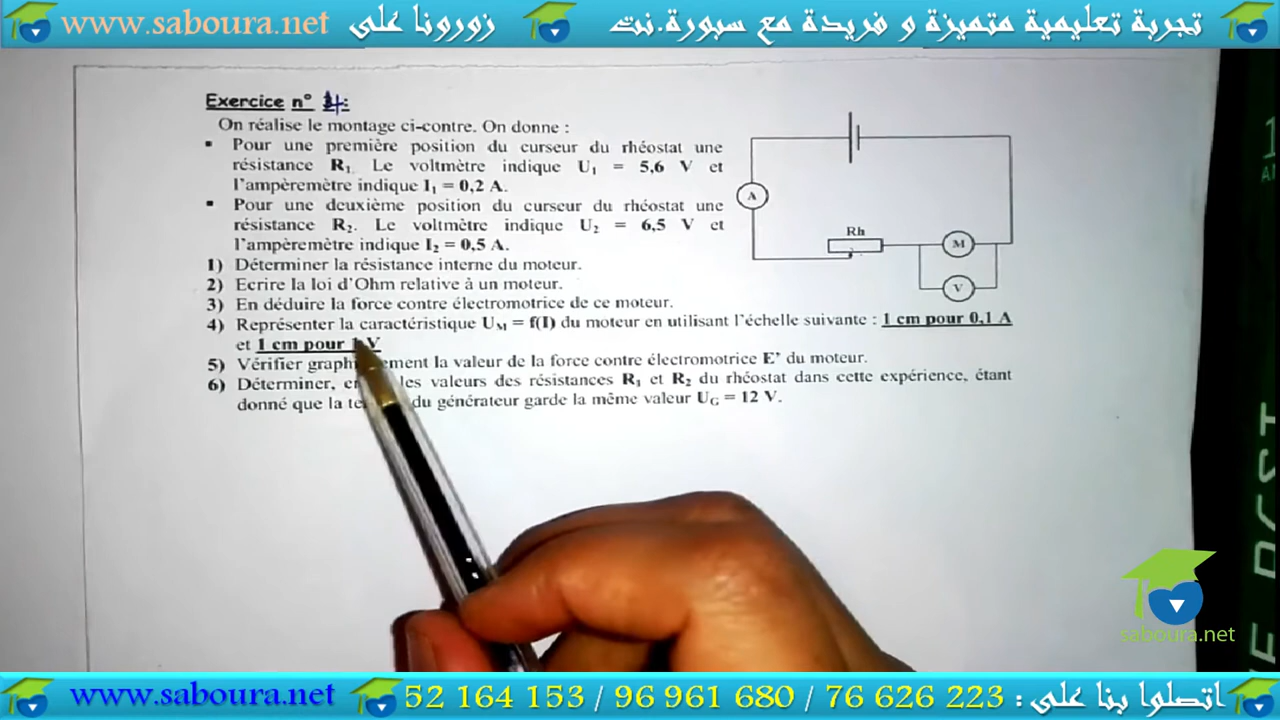 www.saboura.net زورونا على تجربة تعليمية متميزة و فريدة مع سبورة.نت
Exercice n° 4:
On réalise le montage ci-contre. On donne :
▪ Pour une première position du curseur du rhéostat une
résistance R₁. Le voltmètre indique U₁ = 5,6 V et
l'ampèremètre indique I₁ = 0,2 A.
▪ Pour une deuxième position du curseur du rhéostat une
résistance R₂. Le voltmètre indique U₂ = 6,5 V et
l'ampèremètre indique I₂ = 0,5 A.
A
Rh
M
V
1) Déterminer la résistance interne du moteur.
2) Ecrire la loi d'Ohm relative à un moteur.
3) En déduire la force contre électromotrice de ce moteur.
4) Représenter la caractéristique U_M = f(I) du moteur en utilisant l'échelle suivante : 1 cm pour 0,1 A
et 1 cm pour V
5) Vérifier la valeur de la force contre électromotrice E' du moteur.
6) Déterminer, les valeurs des résistances R₁ et R₂ du rhéostat dans cette expérience, étant
donné que la du générateur garde la même valeur U_G = 12 V.
saboura.net
www.saboura.net 52 164 153 / 96 961 680 / 76 626 223 : اتصلوا بنا على